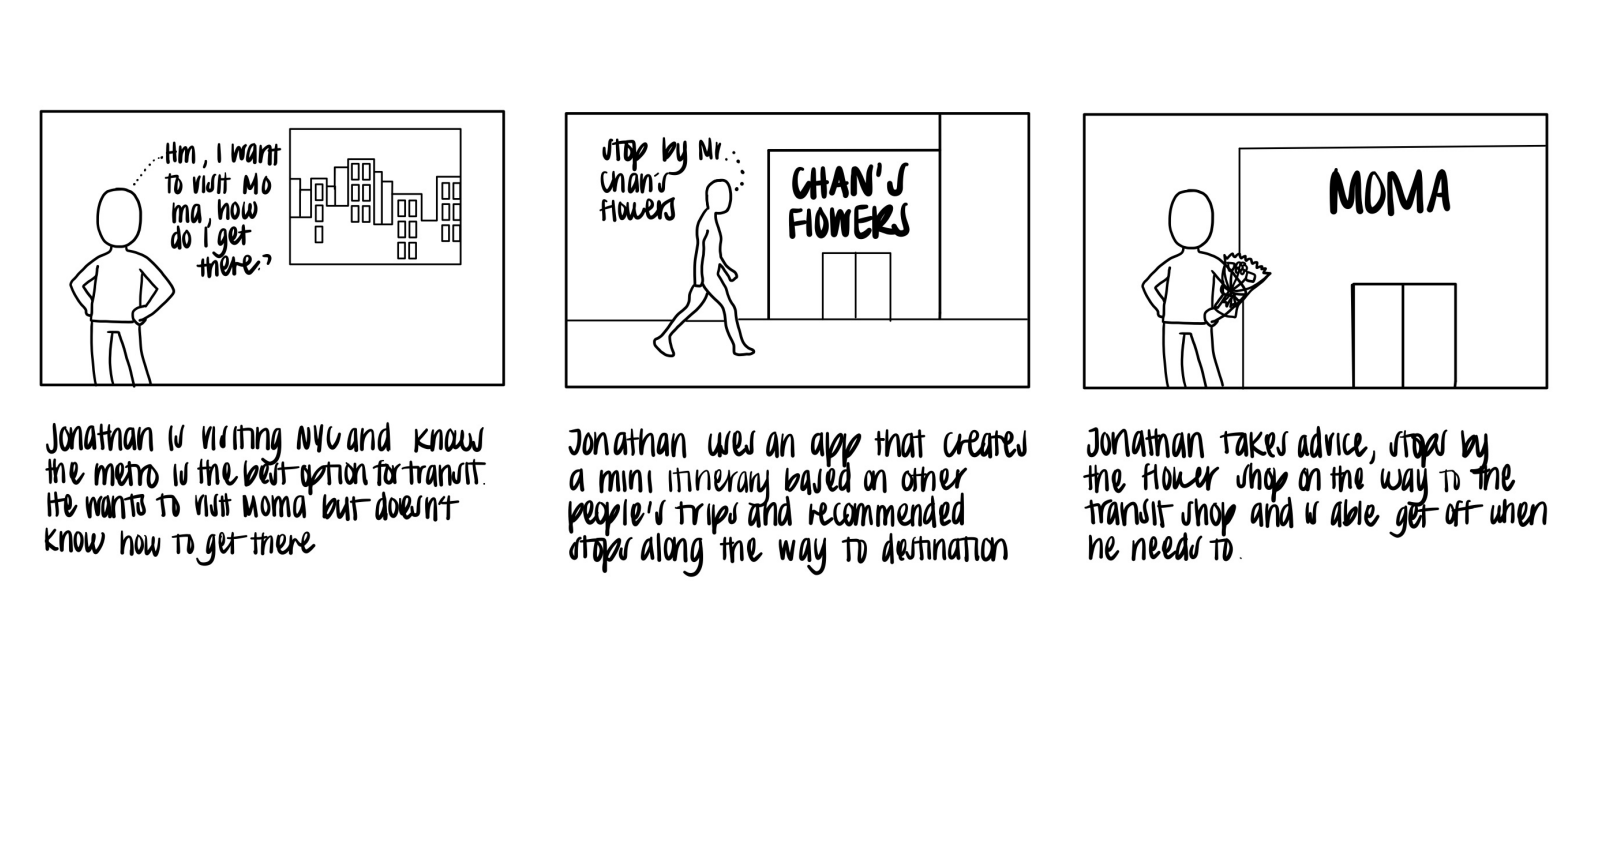 Hm, I want
to visit Mo
ma, how
do I get
there?
Jonathan is visiting NYC and knows
the metro is the best option for transit.
He wants to visit Moma but doesn't
know how to get there
Stop by Mr.
Chan's
flowers
CHAN'S
FLOWERS
Jonathan uses an app that creates
a mini itinerary based on other
people's trips and recommended
stops along the way to destination
MOMA
Jonathan takes advice, stops by
the flower shop on the way to the
transit shop and is able get off when
he needs to.